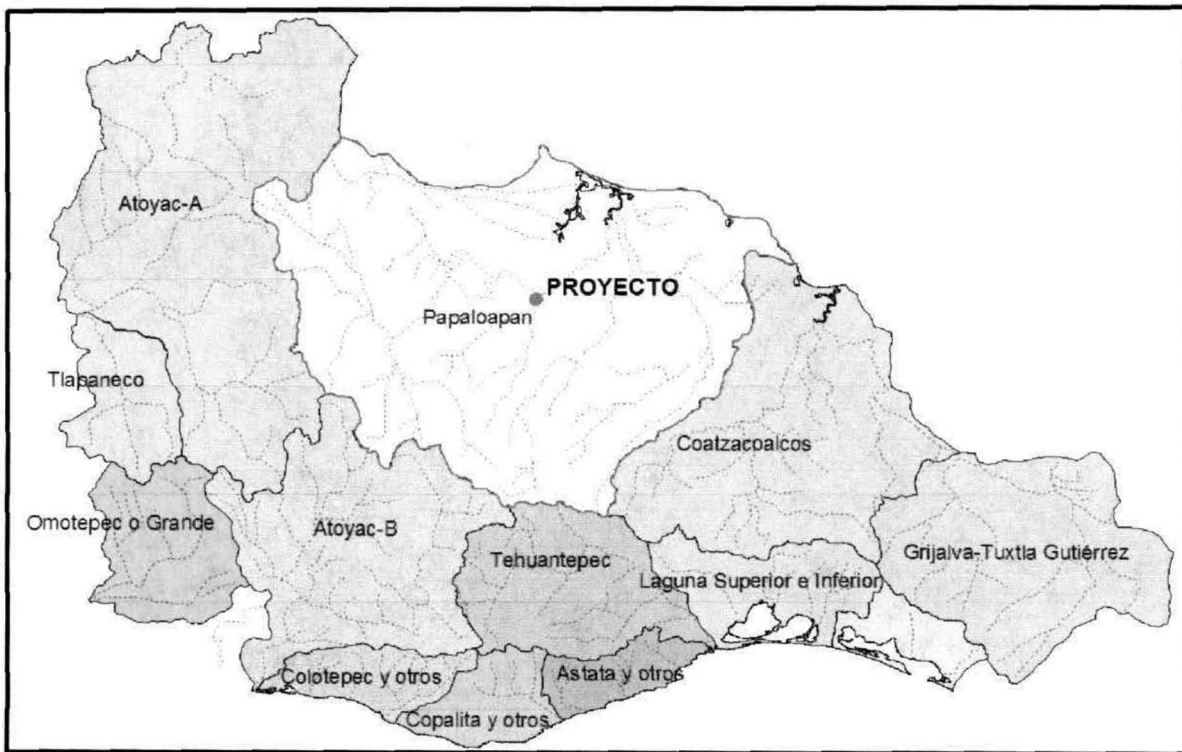 Atoyac-A
PROYECTO
Papaloapan
Tlapaneco
Coatzacoalcos
Omotepec o Grande
Atoyac-B
Tehuantepec
Grijalva-Tuxtla Gutiérrez
Laguna Superior e Inferior
Colotepec y otros
Astata y otros
Copalita y otros